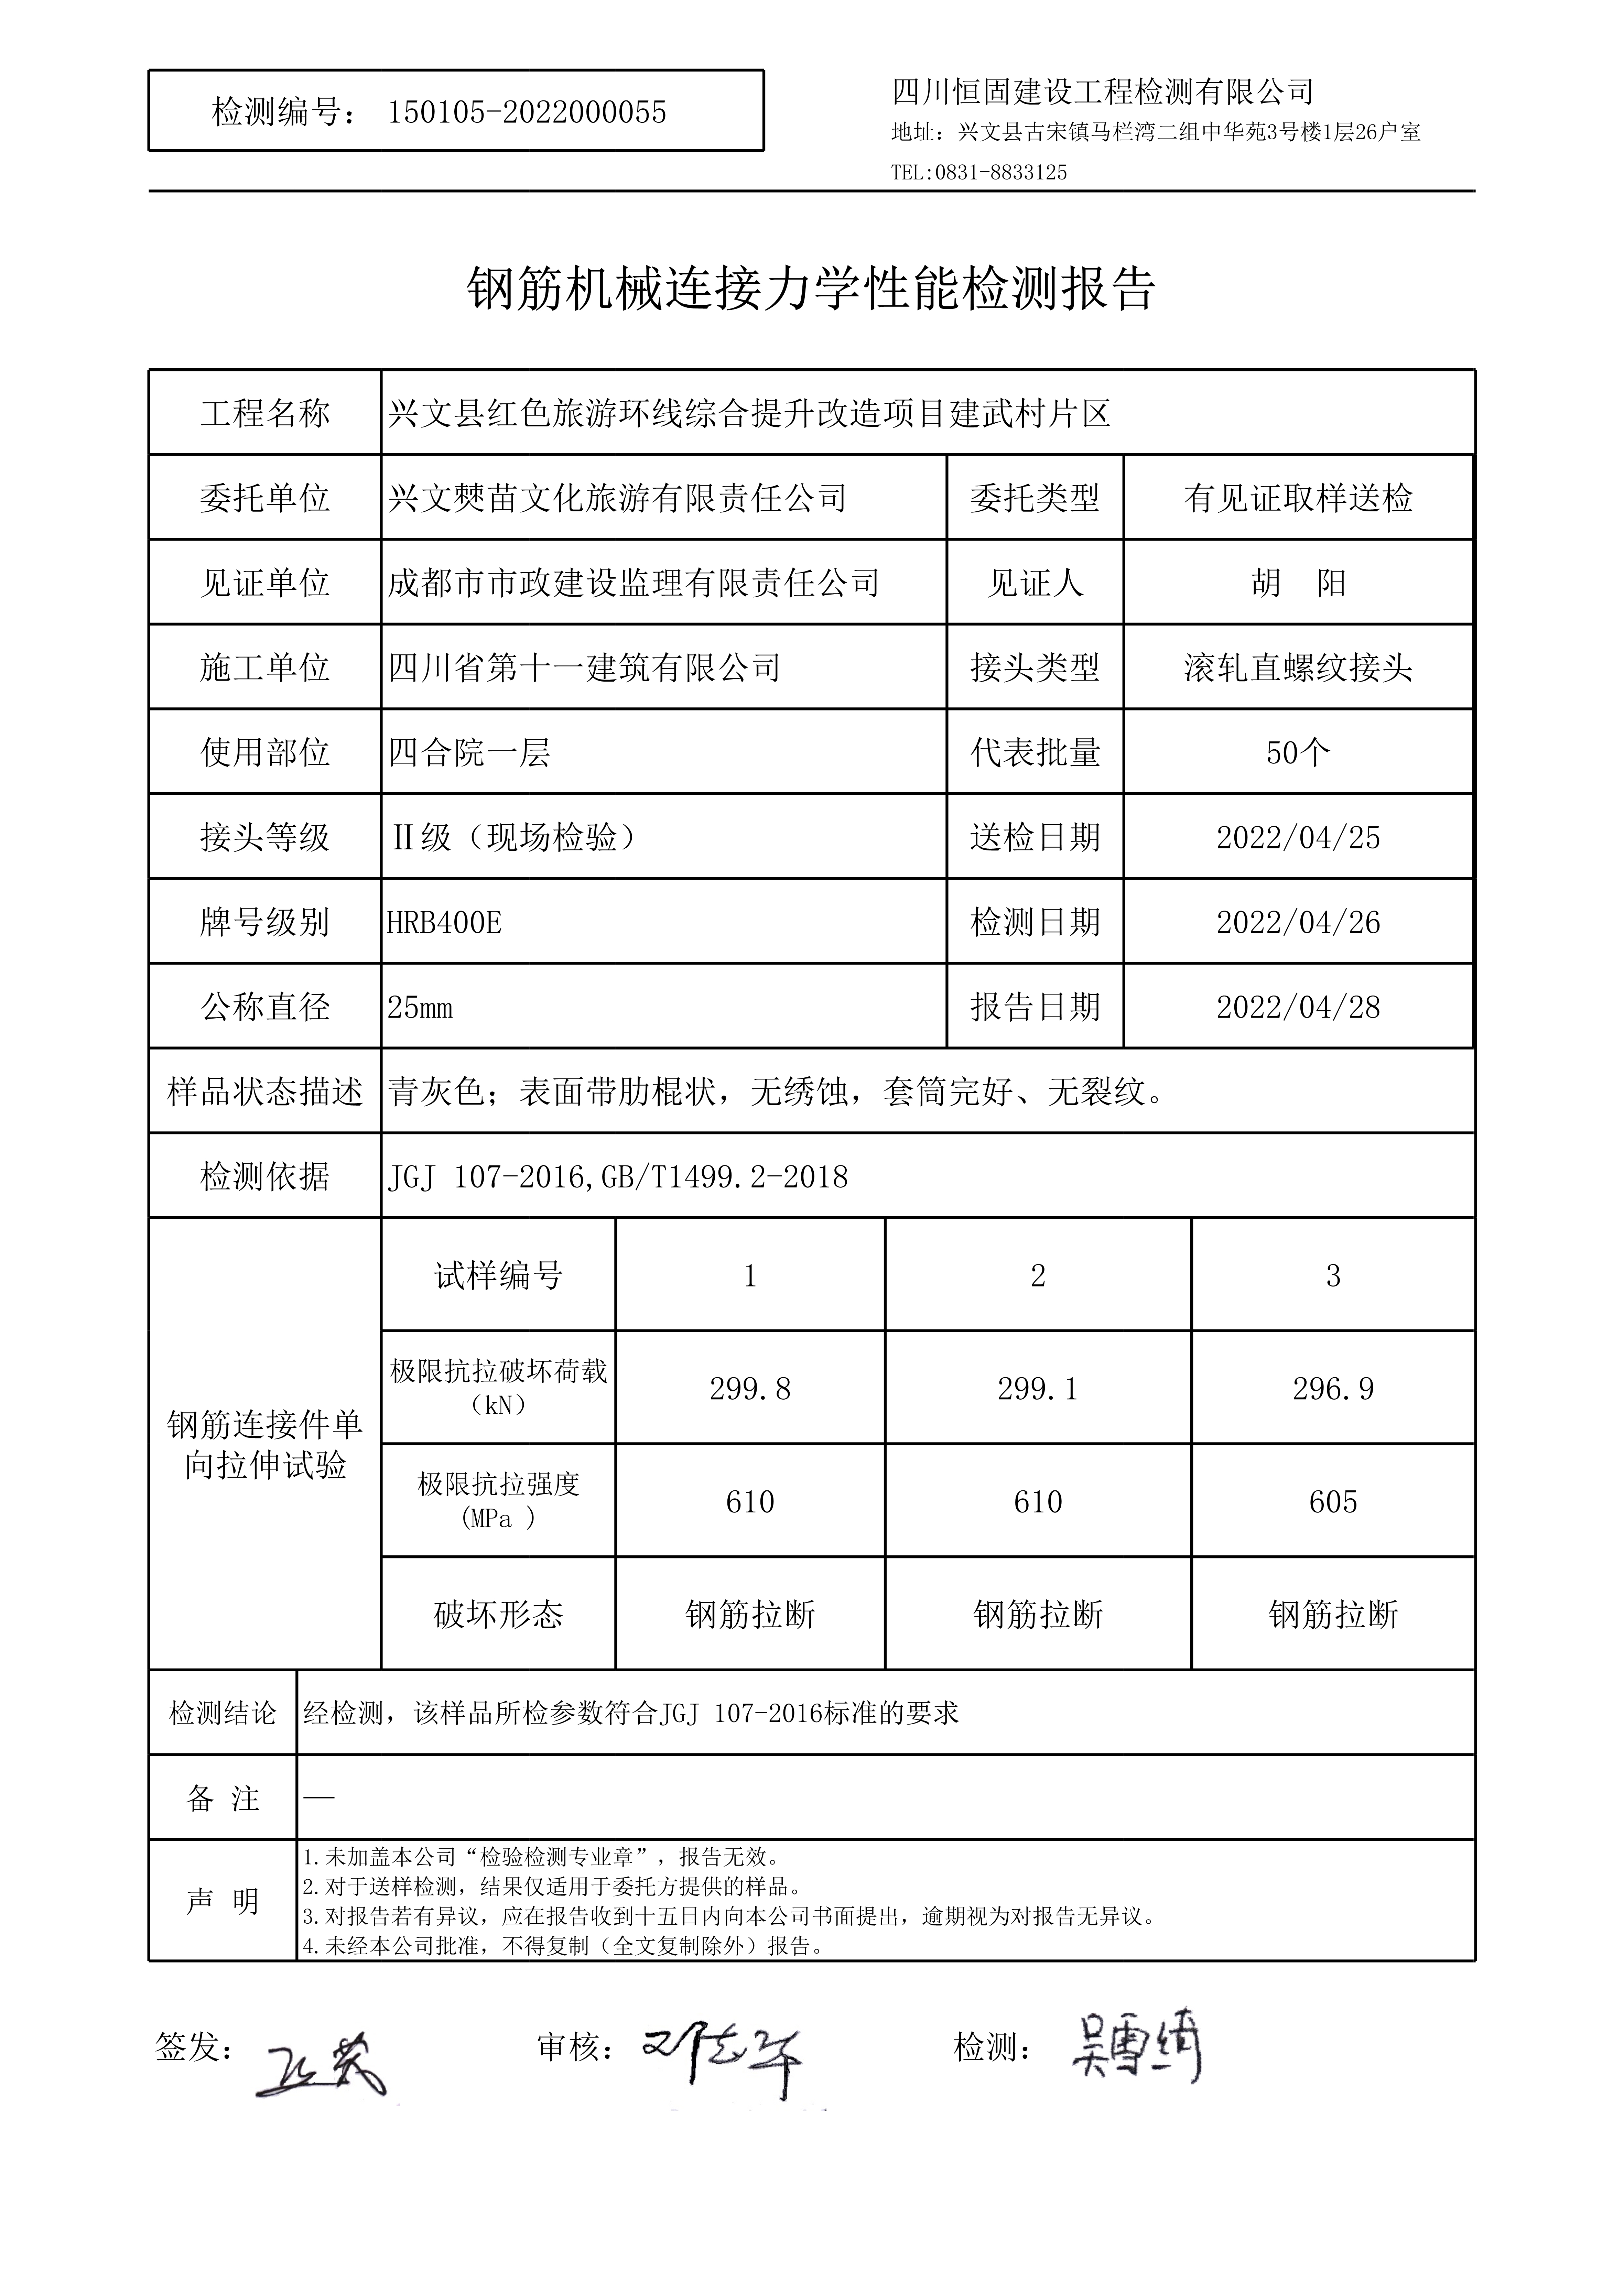 检测编号： 150105-2022000055
四川恒固建设工程检测有限公司
地址：兴文县古宋镇马栏湾二组中华苑3号楼1层26户室
TEL:0831-8833125
钢筋机械连接力学性能检测报告
工程名称 兴文县红色旅游环线综合提升改造项目建武村片区
委托单位 兴文僰苗文化旅游有限责任公司 委托类型 有见证取样送检
见证单位 成都市市政建设监理有限责任公司 见证人 胡 阳
施工单位 四川省第十一建筑有限公司 接头类型 滚轧直螺纹接头
使用部位 四合院一层 代表批量 50个
接头等级 Ⅱ级（现场检验） 送检日期 2022/04/25
牌号级别 HRB400E 检测日期 2022/04/26
公称直径 25mm 报告日期 2022/04/28
样品状态描述 青灰色；表面带肋棍状，无绣蚀，套筒完好、无裂纹。
检测依据 JGJ 107-2016,GB/T1499.2-2018
钢筋连接件单
向拉伸试验
试样编号 1 2 3
极限抗拉破坏荷载
（kN） 299.8 299.1 296.9
极限抗拉强度
(MPa ) 610 610 605
破坏形态 钢筋拉断 钢筋拉断 钢筋拉断
检测结论 经检测，该样品所检参数符合JGJ 107-2016标准的要求
备 注 —
声 明
1.未加盖本公司“检验检测专业章”，报告无效。
2.对于送样检测，结果仅适用于委托方提供的样品。
3.对报告若有异议，应在报告收到十五日内向本公司书面提出，逾期视为对报告无异议。
4.未经本公司批准，不得复制（全文复制除外）报告。
签发： 审核： 检测：吴雪绮